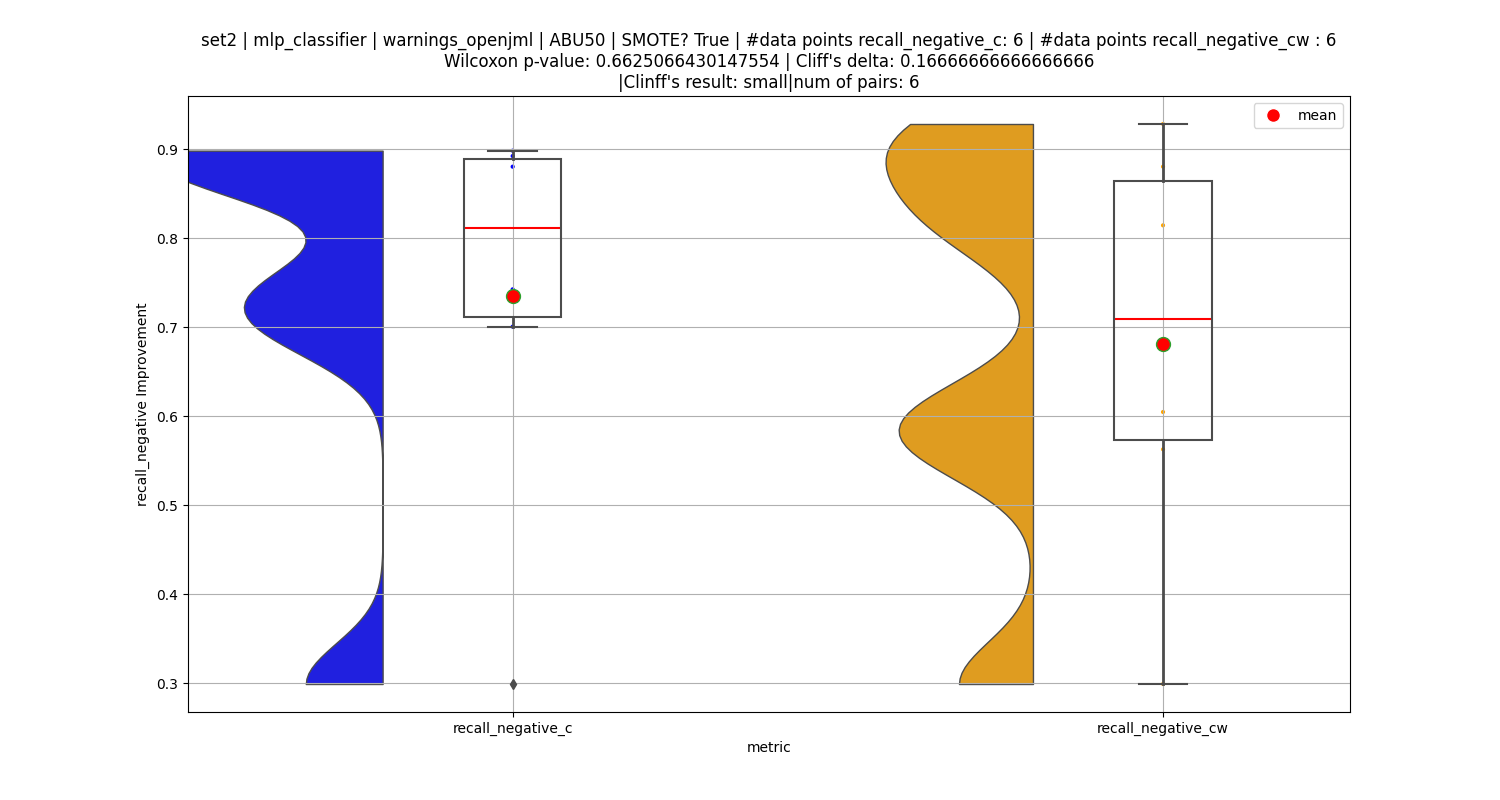 set2 | mlp_classifier | warnings_openjml | ABU50 | SMOTE? True | #data points recall_negative_c: 6 | #data points recall_negative_cw : 6
Wilcoxon p-value: 0.6625066430147554 | Cliff's delta: 0.16666666666666666
|Clinff's result: small|num of pairs: 6
mean
0.9
0.8
0.7
0.6
0.5
0.4
0.3
recall_negative Improvement
recall_negative_c
recall_negative_cw
metric